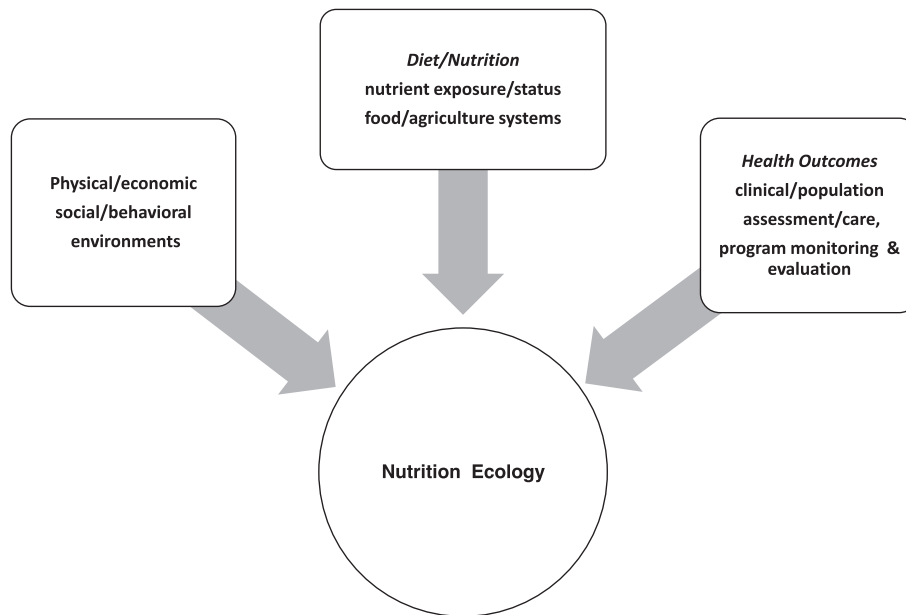 Diet/Nutrition
nutrient exposure/status
food/agriculture systems
Physical/economic
social/behavioral
environments
Health Outcomes
clinical/population
assessment/care,
program monitoring &
evaluation
Nutrition Ecology